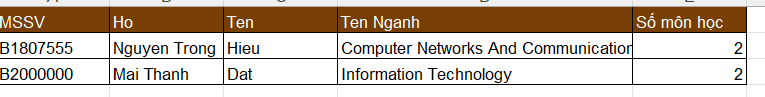 MSSV Ho Ten Ten Nganh Số môn học
B1807555 Nguyen Trong Hieu Computer Networks And Communication 2
B2000000 Mai Thanh Dat Information Technology 2